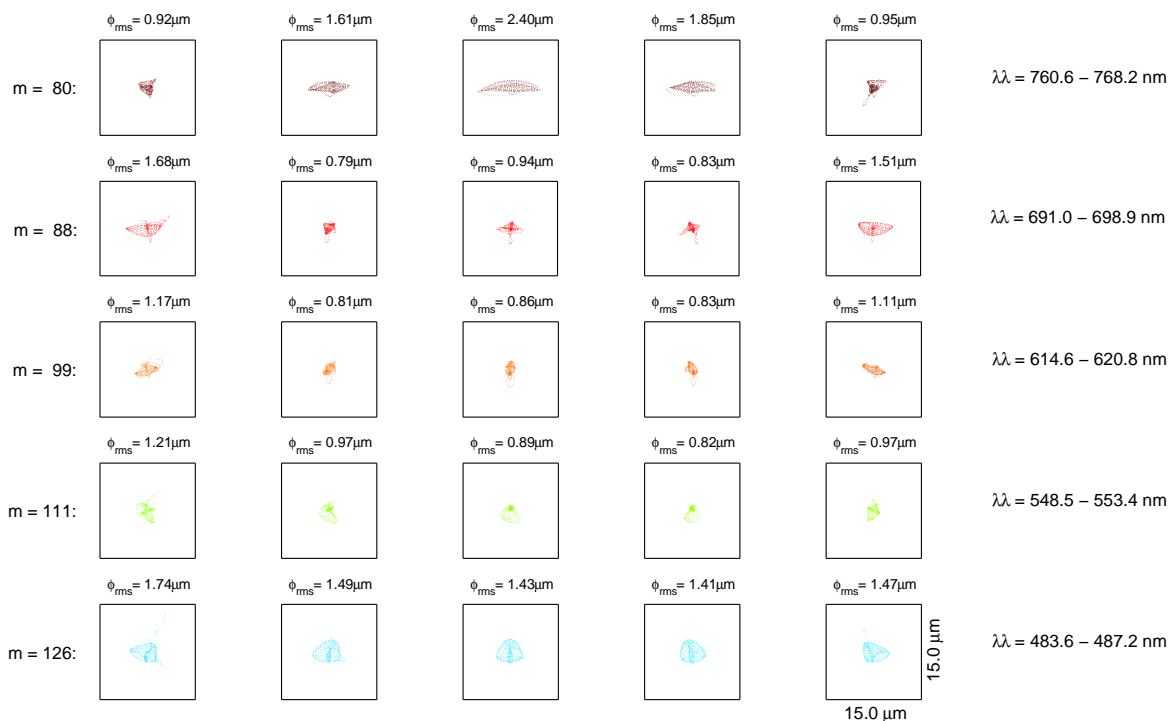 ϕrms= 0.92μm ϕrms= 1.61μm ϕrms= 2.40μm ϕrms= 1.85μm ϕrms= 0.95μm
m = 80: λλ = 760.6 – 768.2 nm
ϕrms= 1.68μm ϕrms= 0.79μm ϕrms= 0.94μm ϕrms= 0.83μm ϕrms= 1.51μm
m = 88: λλ = 691.0 – 698.9 nm
ϕrms= 1.17μm ϕrms= 0.81μm ϕrms= 0.86μm ϕrms= 0.83μm ϕrms= 1.11μm
m = 99: λλ = 614.6 – 620.8 nm
ϕrms= 1.21μm ϕrms= 0.97μm ϕrms= 0.89μm ϕrms= 0.82μm ϕrms= 0.97μm
m = 111: λλ = 548.5 – 553.4 nm
ϕrms= 1.74μm ϕrms= 1.49μm ϕrms= 1.43μm ϕrms= 1.41μm ϕrms= 1.47μm
m = 126: λλ = 483.6 – 487.2 nm
15.0 μm
15.0 μm